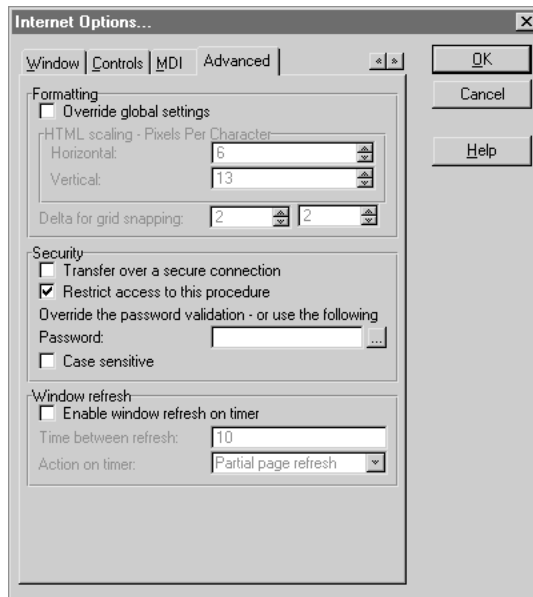 Internet Options...
Window Controls MDI Advanced
OK
Cancel
Help
Formatting
Override global settings
HTML scaling - Pixels Per Character
Horizontal: 6
Vertical: 13
Delta for grid snapping: 2 2
Security
Transfer over a secure connection
Restrict access to this procedure
Override the password validation - or use the following
Password: ...
Case sensitive
Window refresh
Enable window refresh on timer
Time between refresh: 10
Action on timer: Partial page refresh